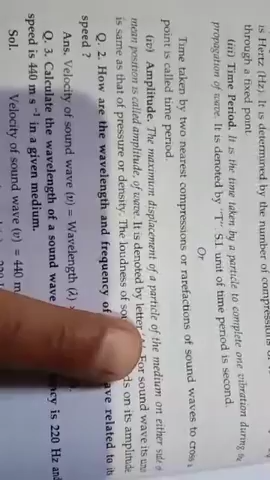 is Hertz (Hz). It is determined by the number of compressions
through a fixed point.
(iii) Time Period. It is the time taken by a particle to complete one vibration during
propagation of wave. It is denoted by 'T'. S.I. unit of time period is second.
Or
Time taken by two nearest compressions or rarefactions of sound waves to cross
point is called time period.
(iv) Amplitude. The maximum displacement of a particle of the medium on either side
mean position is called amplitude of wave. It is denoted by letter For sound wave its
is same as that of pressure or density. The loudness of on its amplitude
Q. 2. How are the wavelength and frequency of related to its
speed ?
Ans. Velocity of sound wave (v) = Wavelength (λ)
Q. 3. Calculate the wavelength of a sound wave is 220 Hz and
speed is 440 m s⁻¹ in a given medium.
Sol. Velocity of sound wave (v) = 440 m